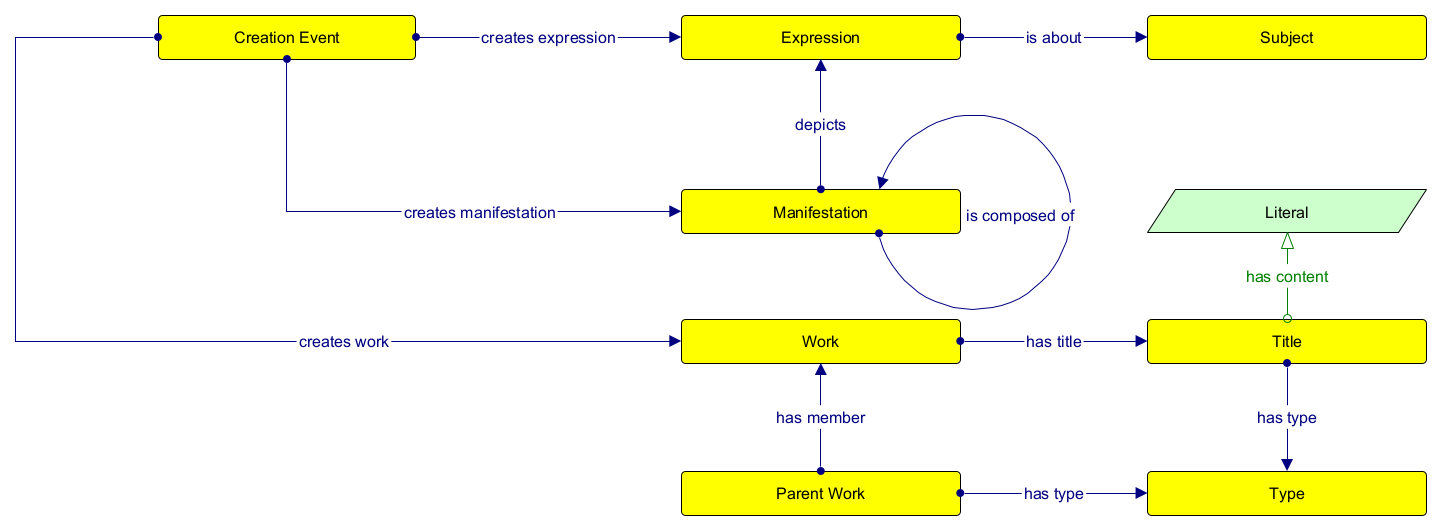 Creation Event
creates expression
Expression
is about
Subject
depicts
creates manifestation
Manifestation
is composed of
Literal
has content
creates work
Work
has title
Title
has member
has type
Parent Work
has type
Type